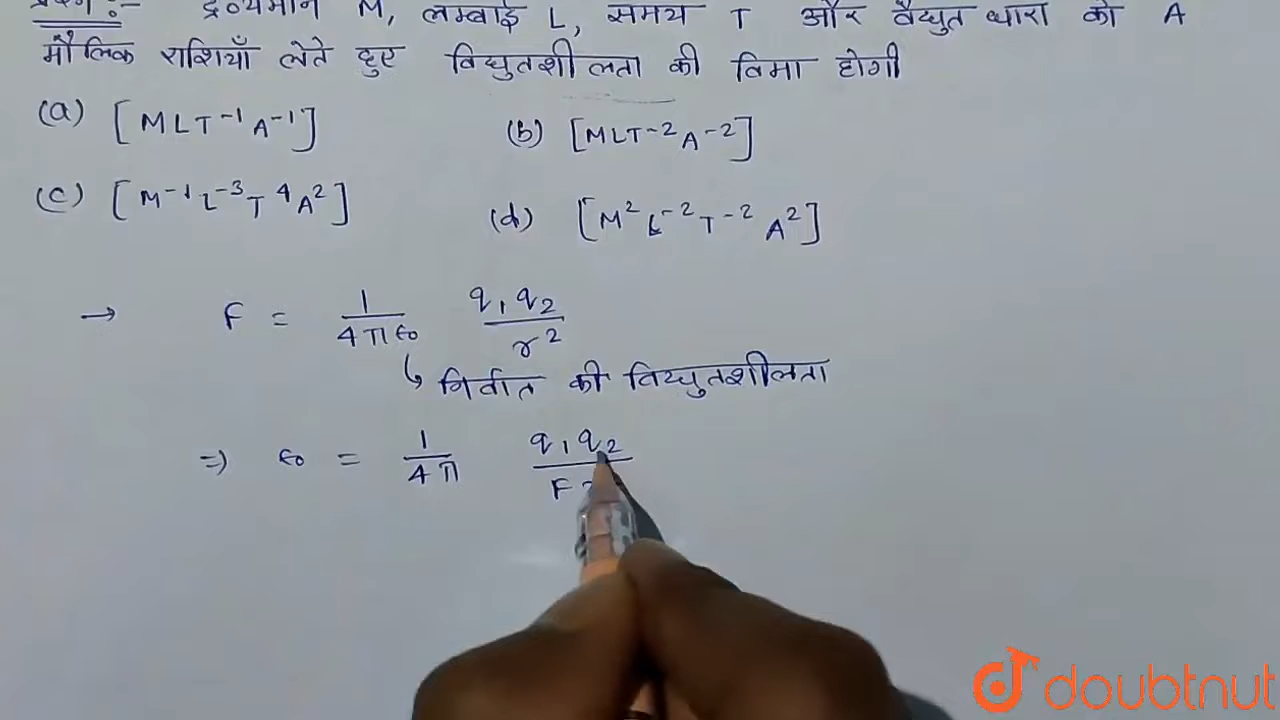 प्रश्न :- द्रव्यमान M, लम्बाई L, समय T और वैद्युत धारा को A
मौलिक राशियाँ लेते हुए विद्युतशीलता की विमा होगी
(a) [MLT⁻¹A⁻¹]
(b) [MLT⁻²A⁻²]
(c) [M⁻¹L⁻³T⁴A²]
(d) [M²L⁻²T⁻²A²]
→ F = 1/4πε₀ q₁q₂/r²
↳ निर्वात की विद्युतशीलता
⇒ ε₀ = 1/4π q₁q₂/F
doubtnut